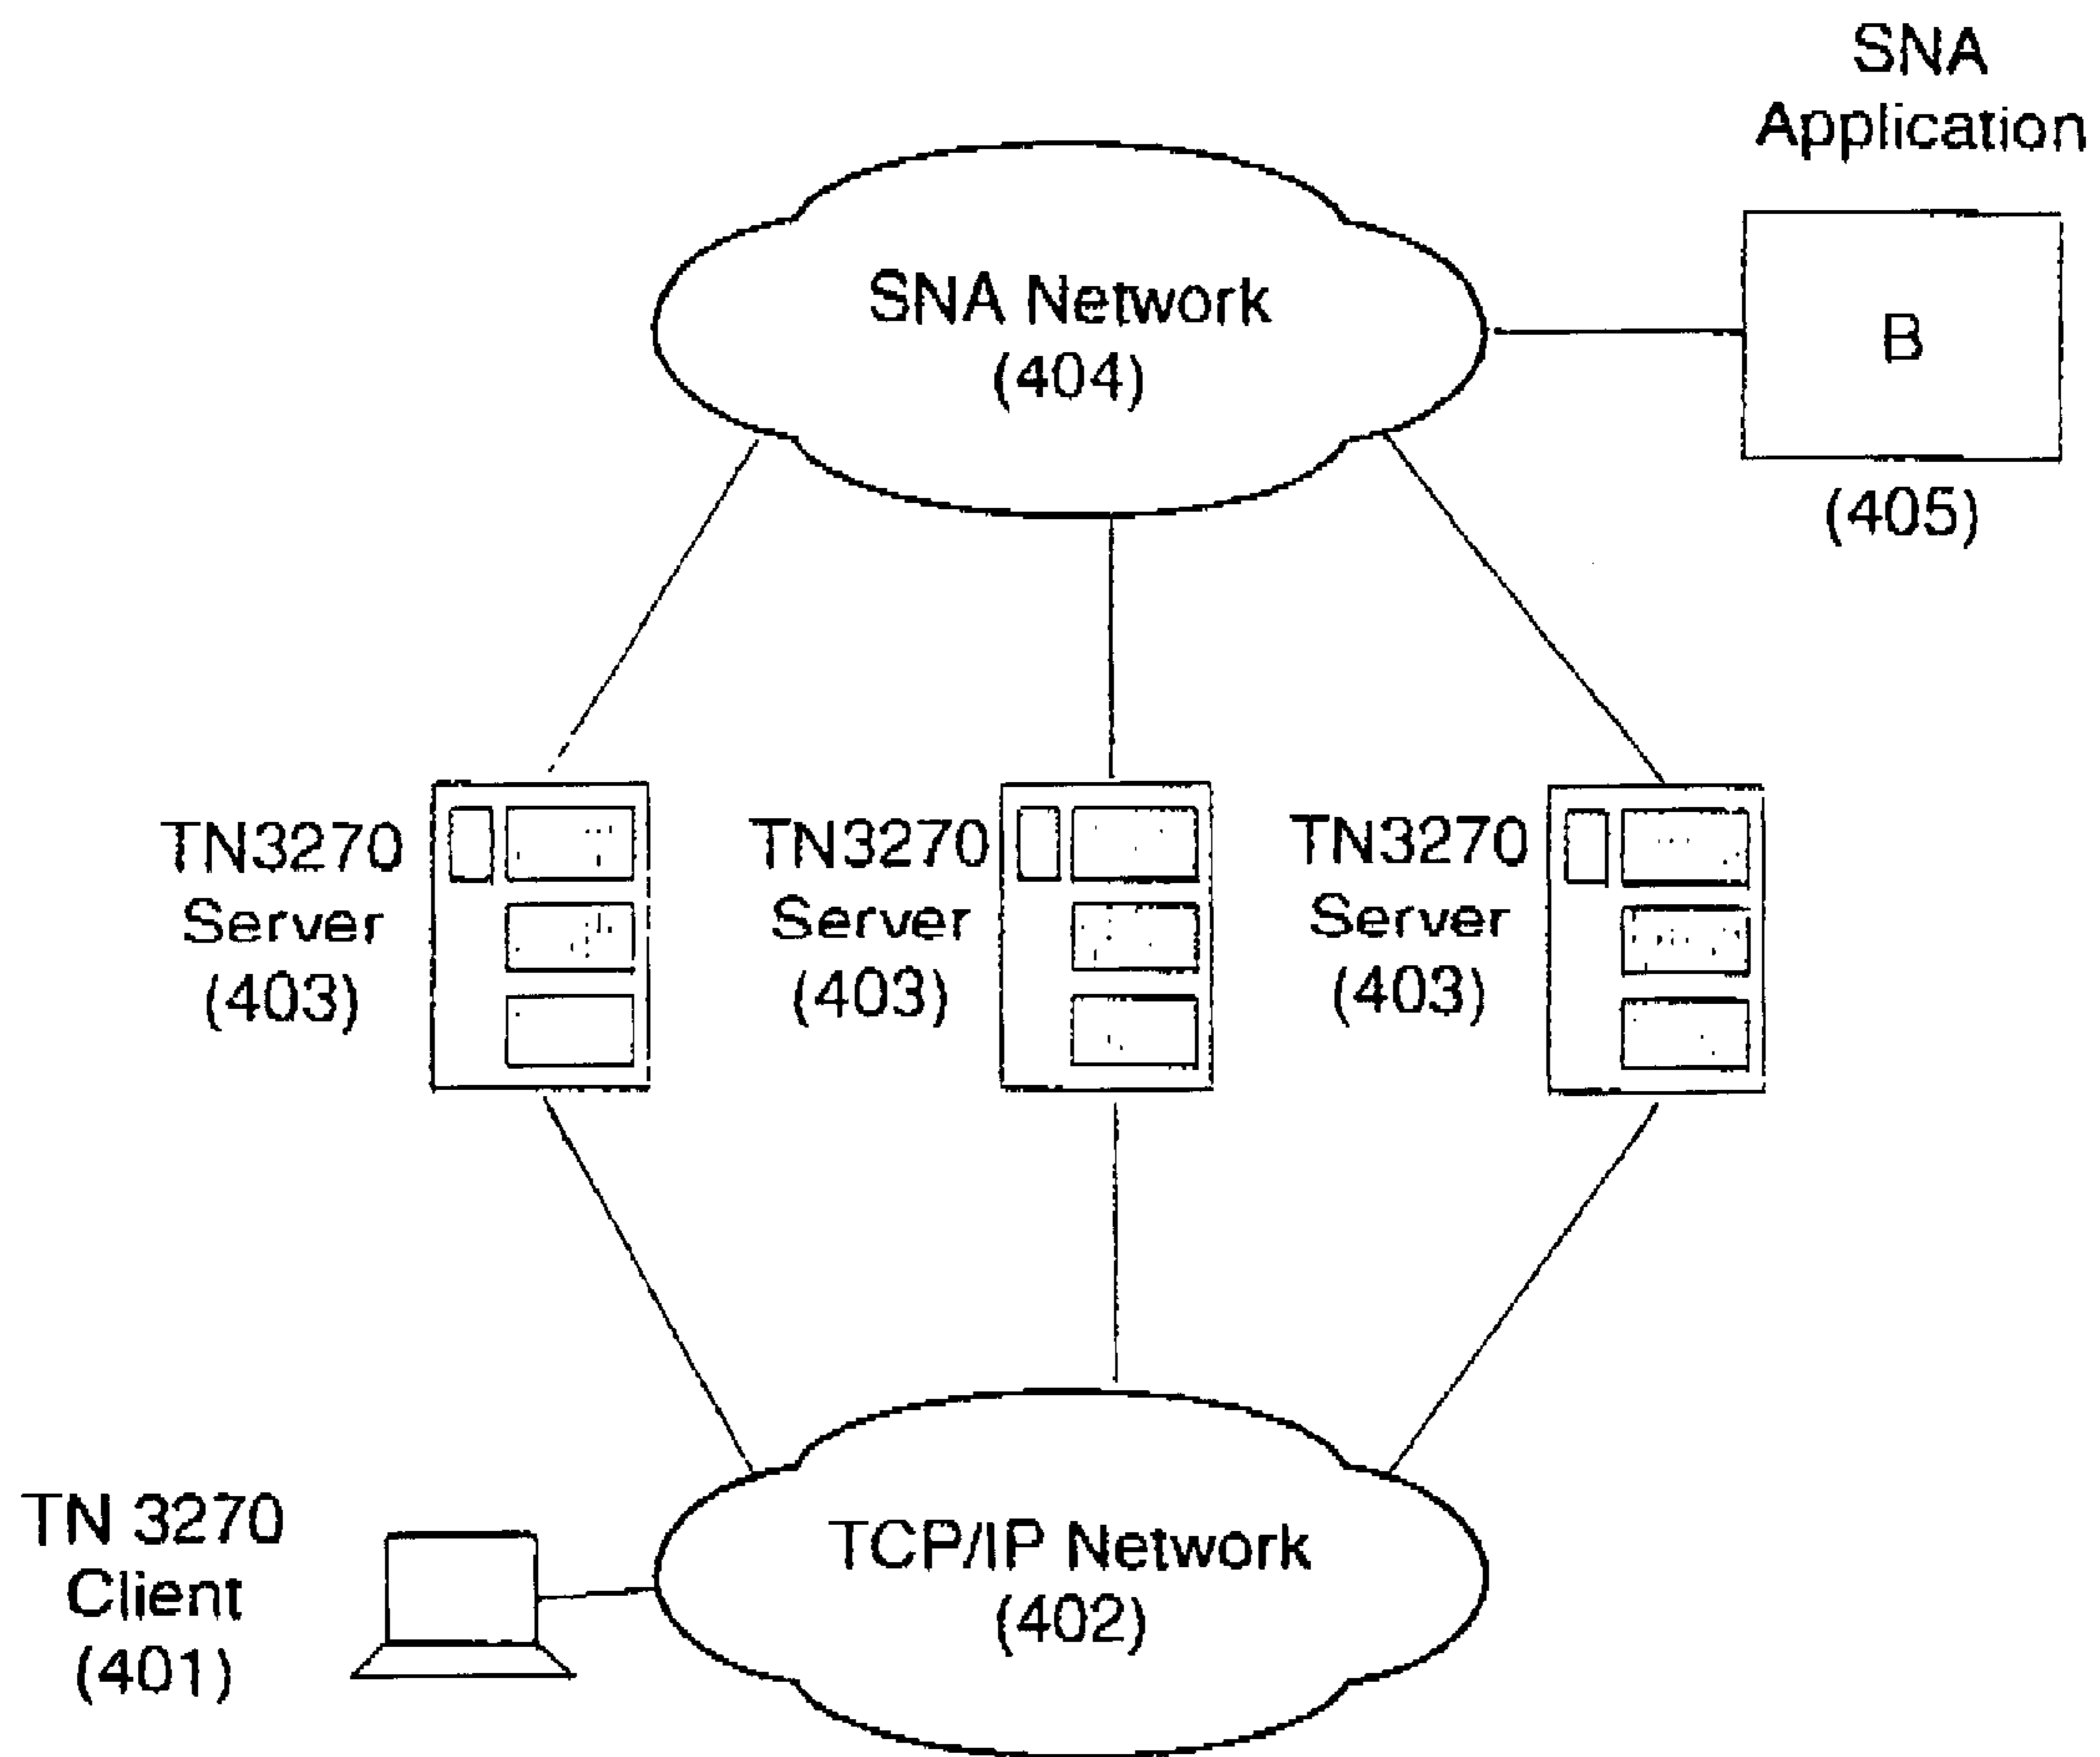 SNA
Application
SNA Network
(404)
B
(405)
TN3270
Server
(403)
TN3270
Server
(403)
TN3270
Server
(403)
TN 3270
Client
(401)
TCP/IP Network
(402)